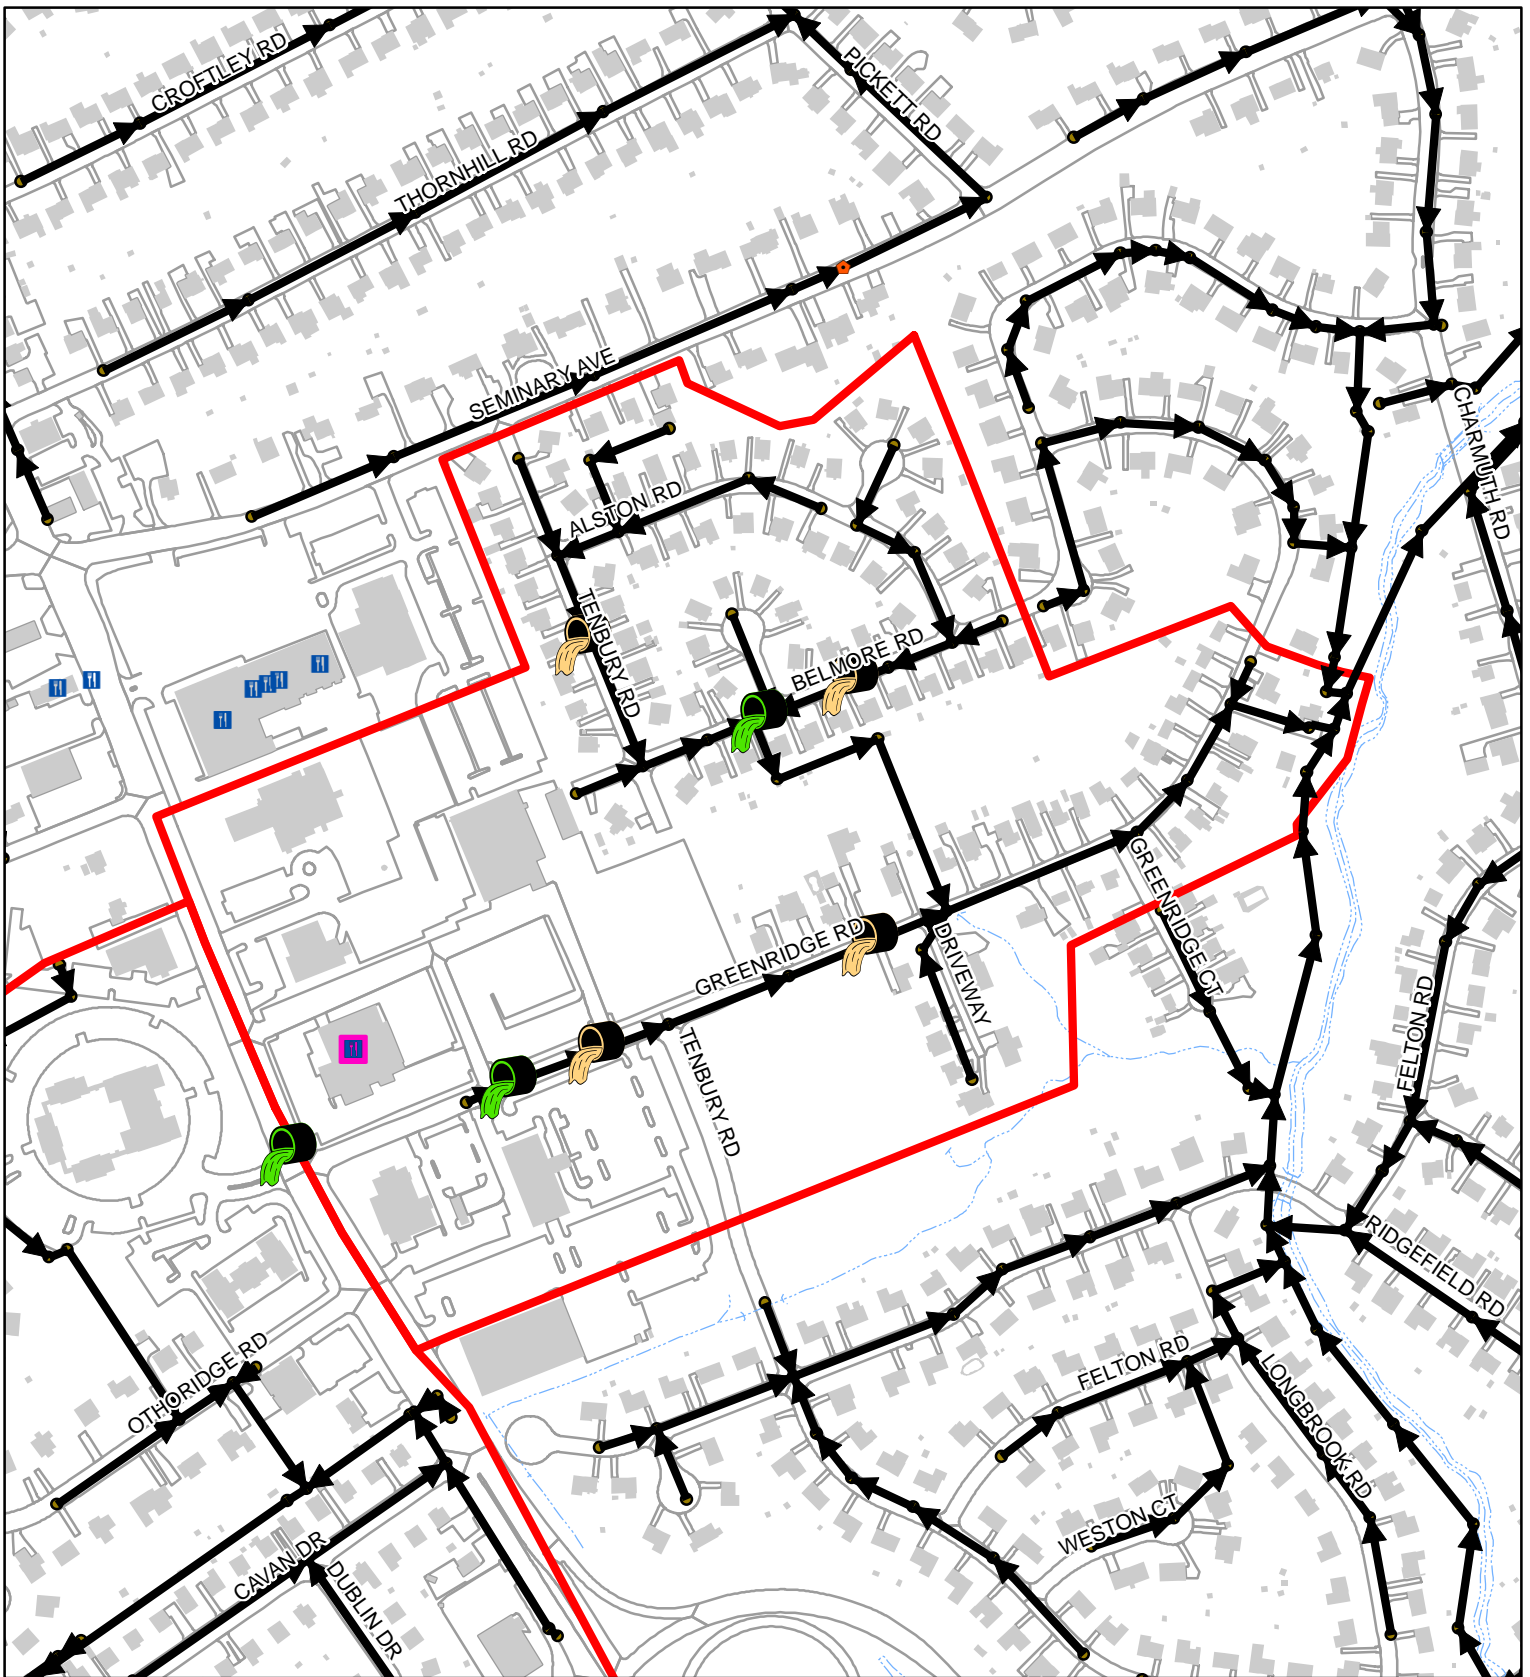 CROFTLEY RD
PICKETT RD
THORNHILL RD
SEMINARY AVE
CHARMUTH RD
ALSTON RD
TENBURY RD
BELMORE RD
GREENRIDGE CT
GREENRIDGE RD
DRIVEWAY
FELTON RD
TENBURY RD
RIDGEFIELD RD
OTHORIDGE RD
FELTON RD
LONGBROOK RD
WESTON CT
CAVAN DR
DUBLIN DR